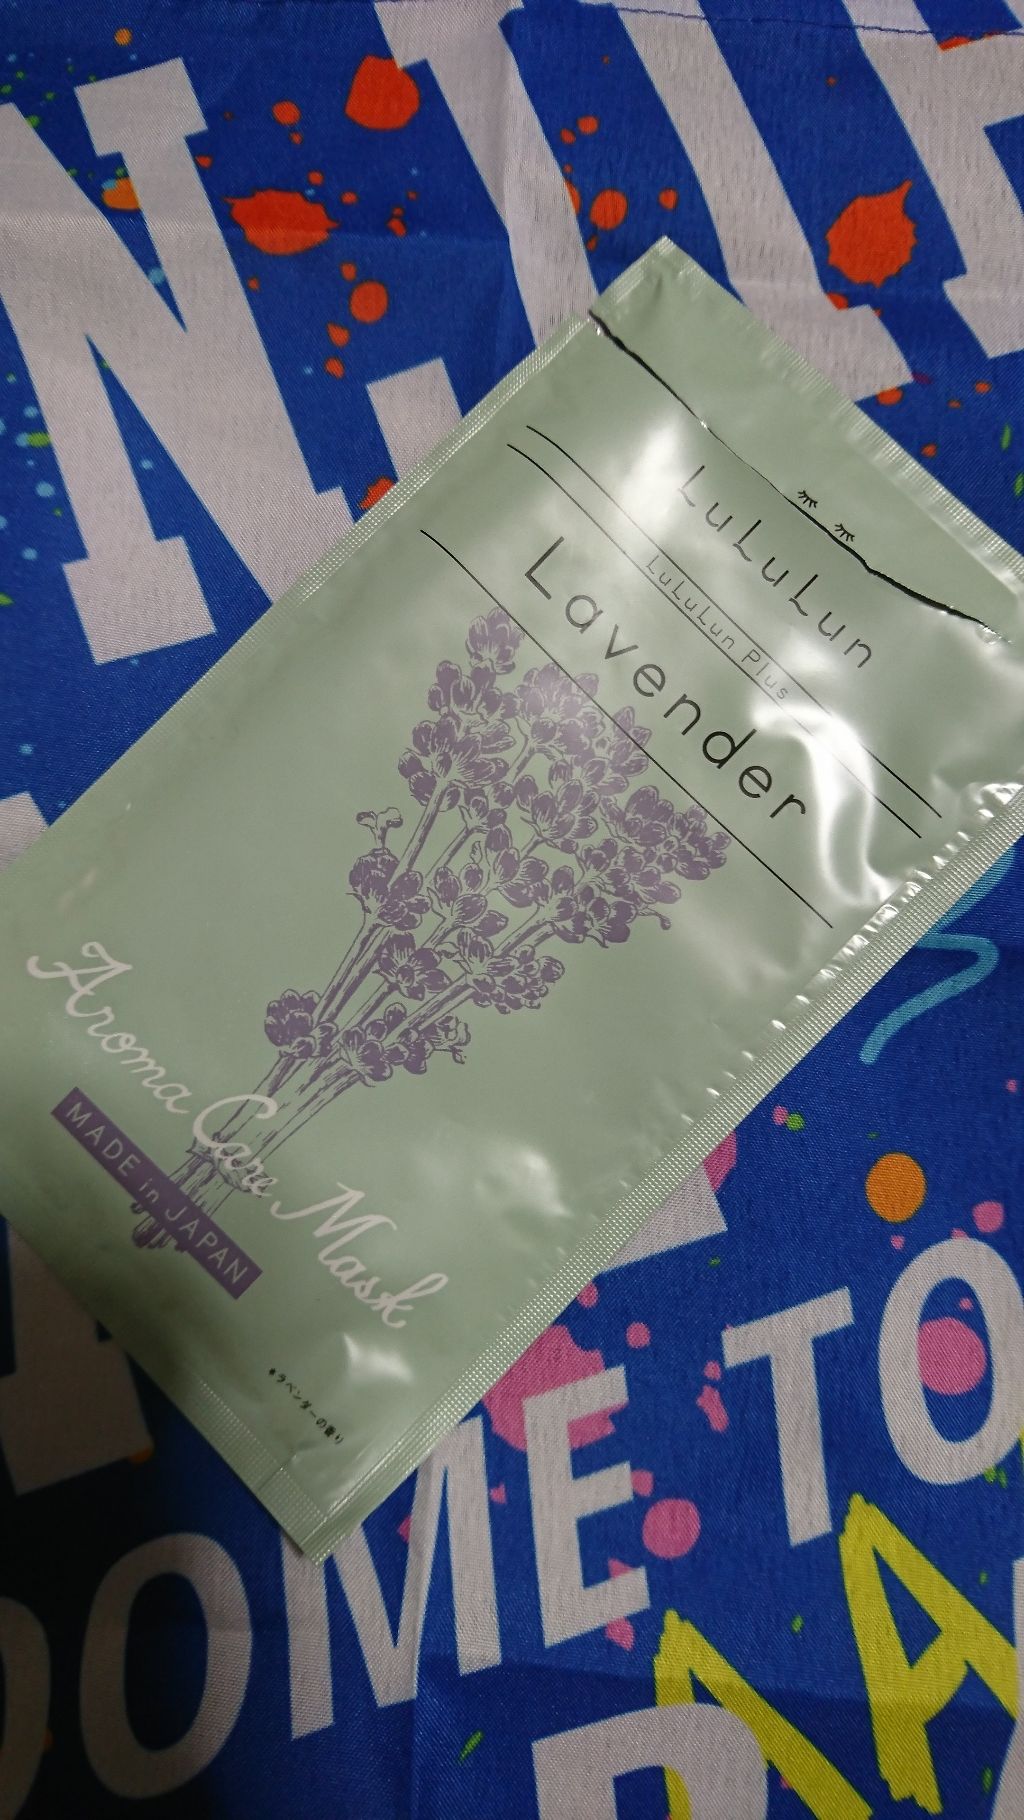 LuLuLun
LuLuLun Plus
Lavender
Aroma Care Mask
MADE in JAPAN
*ラベンダーの香り
N.
OME TO
A